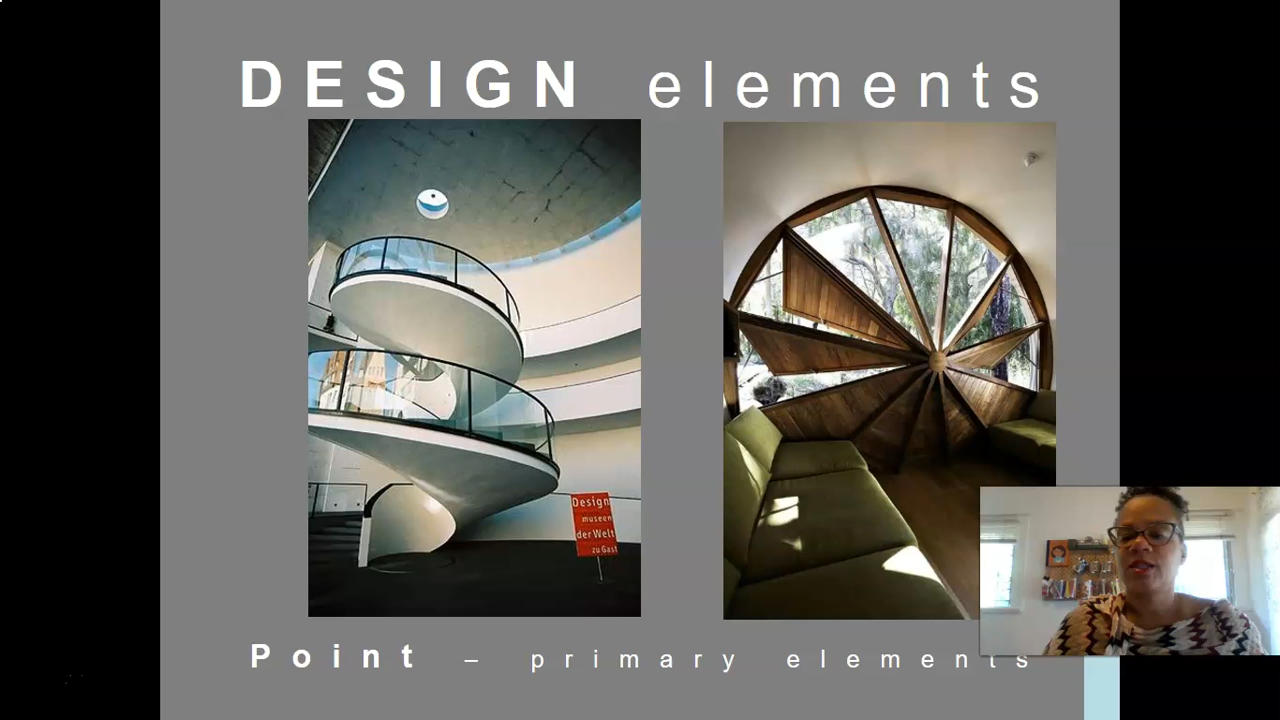 DESIGN elements
Design
museen
der Welt
zu Gast
Point – primary elements